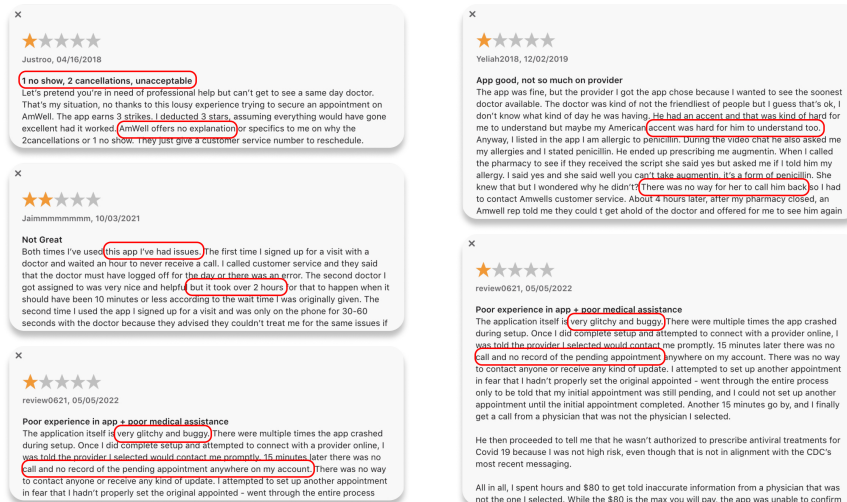 ×
Justroo, 04/16/2018
1 no show, 2 cancellations, unacceptable
Let's pretend you're in need of professional help but can't get to see a same day doctor.
That's my situation, no thanks to this lousy experience trying to secure an appointment on
AmWell. The app earns 3 strikes. I deducted 3 stars, assuming everything would have gone
excellent had it worked. AmWell offers no explanation or specifics to me on why the
2cancellations or 1 no show. They just give a customer service number to reschedule.
×
Jaimmmmmmmm, 10/03/2021
Not Great
Both times I've used this app I've had issues. The first time I signed up for a visit with a
doctor and waited an hour to never receive a call. I called customer service and they said
that the doctor must have logged off for the day or there was an error. The second doctor I
got assigned to was very nice and helpful but it took over 2 hours for that to happen when it
should have been 10 minutes or less according to the wait time I was originally given. The
second time I used the app I signed up for a visit and was only on the phone for 30-60
seconds with the doctor because they advised they couldn't treat me for the same issues if
×
review0621, 05/05/2022
Poor experience in app + poor medical assistance
The application itself is very glitchy and buggy. There were multiple times the app crashed
during setup. Once I did complete setup and attempted to connect with a provider online, I
was told the provider I selected would contact me promptly. 15 minutes later there was no
call and no record of the pending appointment anywhere on my account. There was no way
to contact anyone or receive any kind of update. I attempted to set up another appointment
in fear that I hadn't properly set the original appointed - went through the entire process
×
Yeliah2018, 12/02/2019
App good, not so much on provider
The app was fine, but the provider I got the app chose because I wanted to see the soonest
doctor available. The doctor was kind of not the friendliest of people but I guess that's ok, I
don't know what kind of day he was having. He had an accent and that was kind of hard for
me to understand but maybe my American accent was hard for him to understand too.
Anyway, I listed in the app I am allergic to penicillin. During the video chat he also asked me
my allergies and I stated penicillin. He ended up prescribing me augmentin. When I called
the pharmacy to see if they received the script she said yes but asked me if I told him my
allergy. I said yes and she said well you can't take augmentin, it's a form of penicillin. She
knew that but I wondered why he didn't? There was no way for her to call him back so I had
to contact Amwells customer service. About 4 hours later, after my pharmacy closed, an
Amwell rep told me they could t get ahold of the doctor and offered for me to see him again
×
review0621, 05/05/2022
Poor experience in app + poor medical assistance
The application itself is very glitchy and buggy. There were multiple times the app crashed
during setup. Once I did complete setup and attempted to connect with a provider online, I
was told the provider I selected would contact me promptly. 15 minutes later there was no
call and no record of the pending appointment anywhere on my account. There was no way
to contact anyone or receive any kind of update. I attempted to set up another appointment
in fear that I hadn't properly set the original appointed - went through the entire process
only to be told that my initial appointment was still pending, and I could not set up another
appointment until the initial appointment completed. Another 15 minutes go by, and I finally
get a call from a physician that was not the physician I selected.
He then proceeded to tell me that he wasn't authorized to prescribe antiviral treatments for
Covid 19 because I was not high risk, even though that is not in alignment with the CDC's
most recent messaging.
All in all, I spent hours and $80 to get told inaccurate information from a physician that was
not the one I selected. While the $80 is the max you will pay, the app was unable to confirm